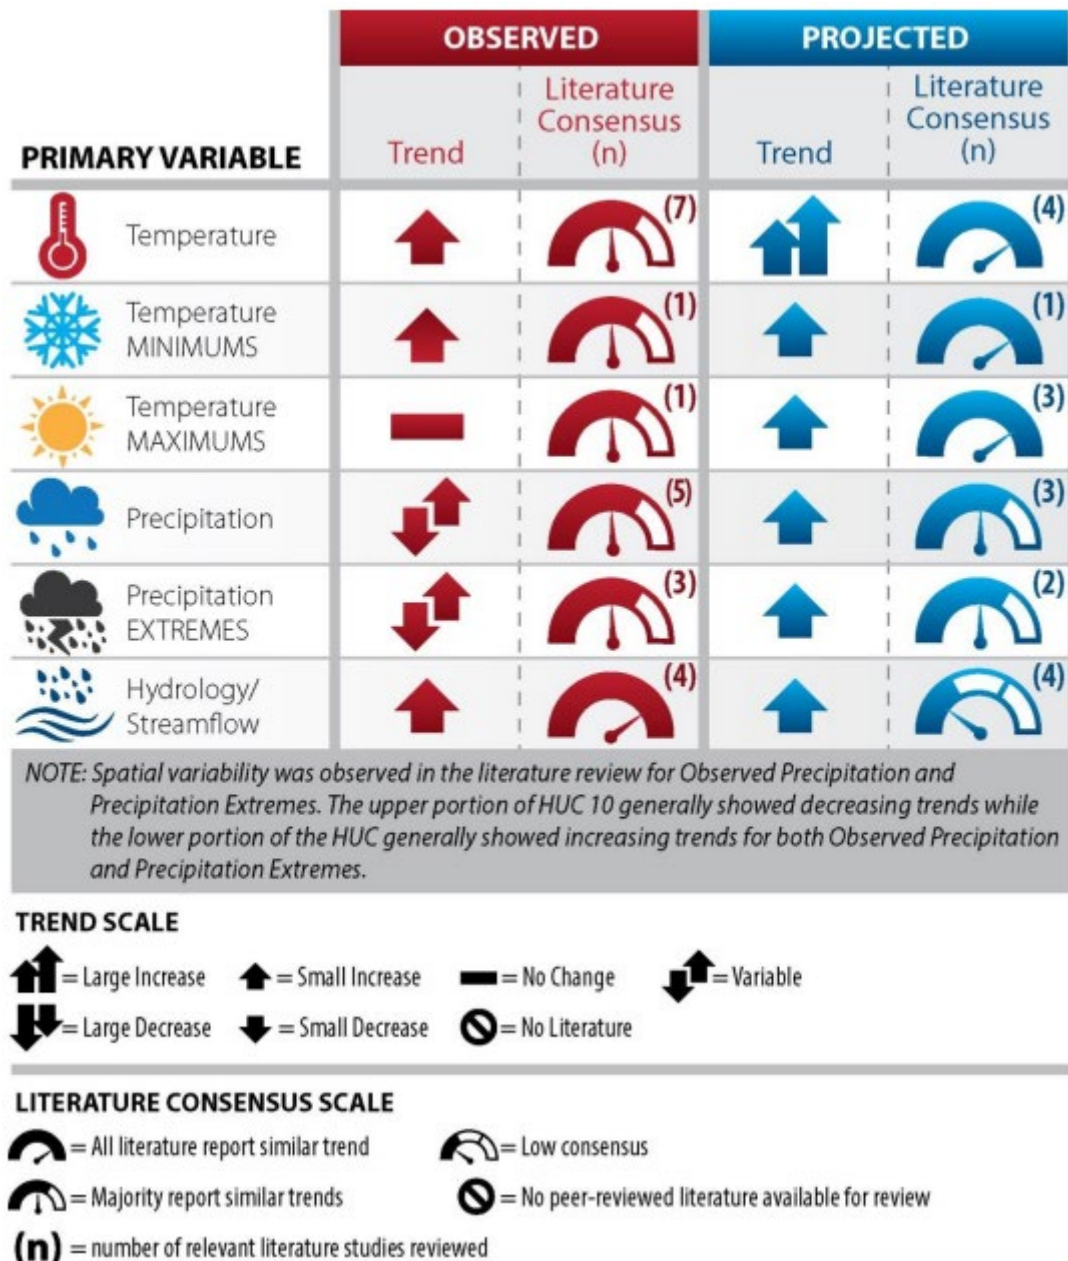 OBSERVED
PROJECTED
PRIMARY VARIABLE
Trend
Literature
Consensus
(n)
Trend
Literature
Consensus
(n)
Temperature
(7)
(4)
Temperature
MINIMUMS
(1)
(1)
Temperature
MAXIMUMS
(1)
(3)
Precipitation
(5)
(3)
Precipitation
EXTREMES
(3)
(2)
Hydrology/
Streamflow
(4)
(4)
NOTE: Spatial variability was observed in the literature review for Observed Precipitation and
Precipitation Extremes. The upper portion of HUC 10 generally showed decreasing trends while
the lower portion of the HUC generally showed increasing trends for both Observed Precipitation
and Precipitation Extremes.
TREND SCALE
= Large Increase = Small Increase = No Change = Variable
= Large Decrease = Small Decrease = No Literature
LITERATURE CONSENSUS SCALE
= All literature report similar trend = Low consensus
= Majority report similar trends = No peer-reviewed literature available for review
(n) = number of relevant literature studies reviewed